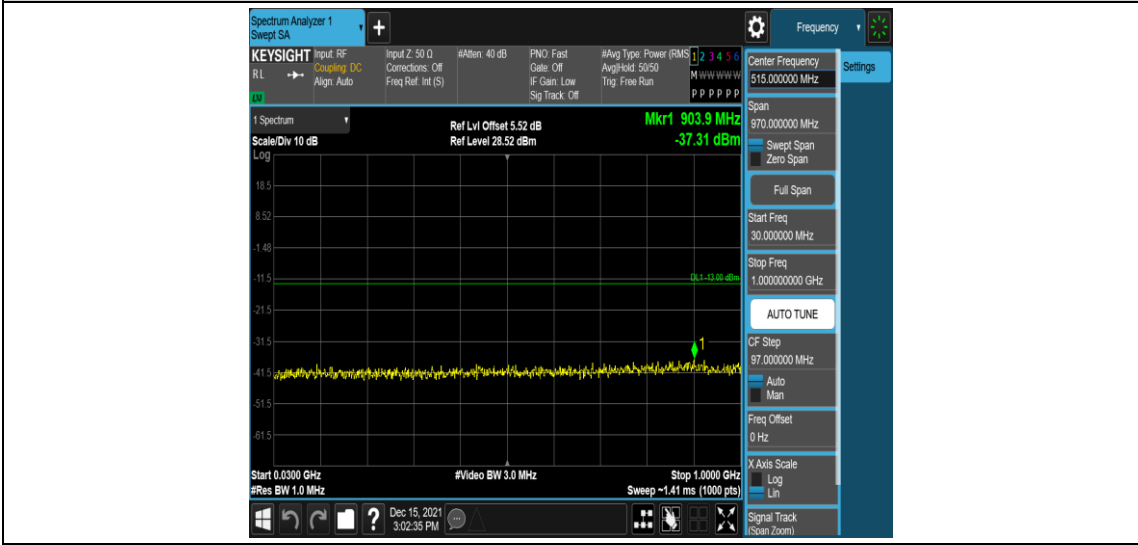 Spectrum Analyzer 1
Swept SA
+
Frequency
KEYSIGHT
RL
LM
Input: RF
Coupling: DC
Align: Auto
Input Z: 50 Ω
Corrections: Off
Freq Ref: Int (S)
#Atten: 40 dB
PNO: Fast
Gate: Off
IF Gain: Low
Sig Track: Off
#Avg Type: Power (RMS
Avg|Hold: 50/50
Trig: Free Run
1 2 3 4 5 6
M W W W W W
P P P P P P
1 Spectrum
Scale/Div 10 dB
Log
Ref Lvl Offset 5.52 dB
Ref Level 28.52 dBm
Mkr1 903.9 MHz
-37.31 dBm
18.5
8.52
-1.48
-11.5
DL1 -13.00 dBm
-21.5
-31.5
1
-41.5
-51.5
-61.5
Start 0.0300 GHz
#Res BW 1.0 MHz
#Video BW 3.0 MHz
Stop 1.0000 GHz
Sweep ~1.41 ms (1000 pts)
?
Dec 15, 2021
3:02:35 PM
Center Frequency
515.000000 MHz
Span
970.000000 MHz
Swept Span
Zero Span
Full Span
Start Freq
30.000000 MHz
Stop Freq
1.000000000 GHz
AUTO TUNE
CF Step
97.000000 MHz
Auto
Man
Freq Offset
0 Hz
X Axis Scale
Log
Lin
Signal Track
(Span Zoom)
Settings